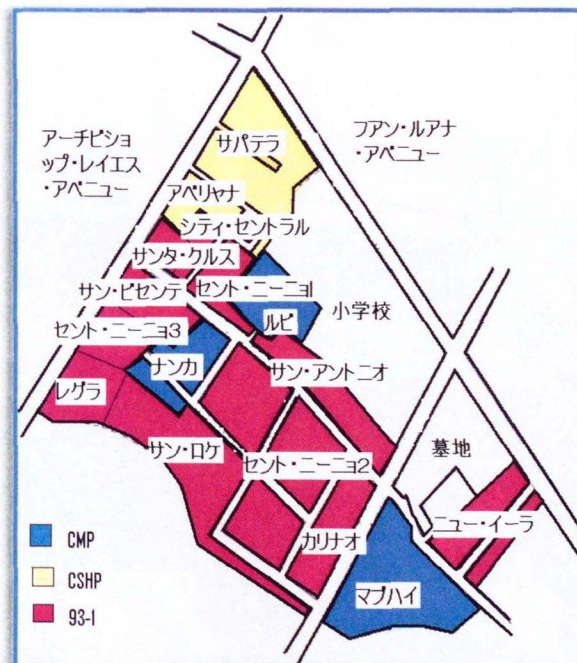 サパテラ
アーチビショ
ップ・レイエス
・アベニュー
フアン・ルアナ
・アベニュー
アベリャナ
シティ・セントラル
サンタ・クルス
サン・ビセンテ
セント・ニーニョ1
小学校
セント・ニーニョ3
ルビ
ナンカ
サン・アントニオ
レグラ
サン・ロケ
セント・ニーニョ2
墓地
ニュー・イーラ
カリナオ
マブハイ
CMP
CSHP
93-1